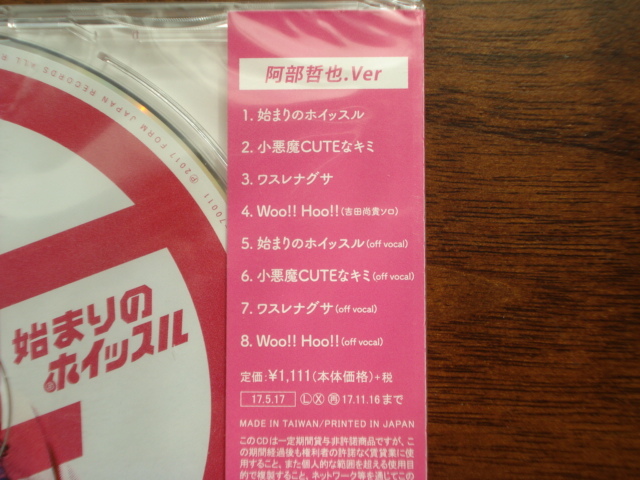 阿部哲也.Ver
1. 始まりのホイッスル
2. 小悪魔CUTEなキミ
3. ワスレナグサ
4. Woo!! Hoo!!(吉田尚貴ソロ)
5. 始まりのホイッスル(off vocal)
6. 小悪魔CUTEなキミ(off vocal)
7. ワスレナグサ(off vocal)
8. Woo!! Hoo!!(off vocal)
定価:¥1,111(本体価格)+税
17.5.17 Ⓛ Ⓧ 17.11.16まで
MADE IN TAIWAN/PRINTED IN JAPAN
このCDは一定期間貸与非許諾商品ですが、こ
の期間経過後も権利者の許諾なく賃貸業に使
用すること、また個人的な範囲を超える使用目
的で複製すること、ネットワーク等を通じてこの
Ⓟ2017 FORM JAPAN RECORDS ALL R
70011
始まりの
ホイッスル